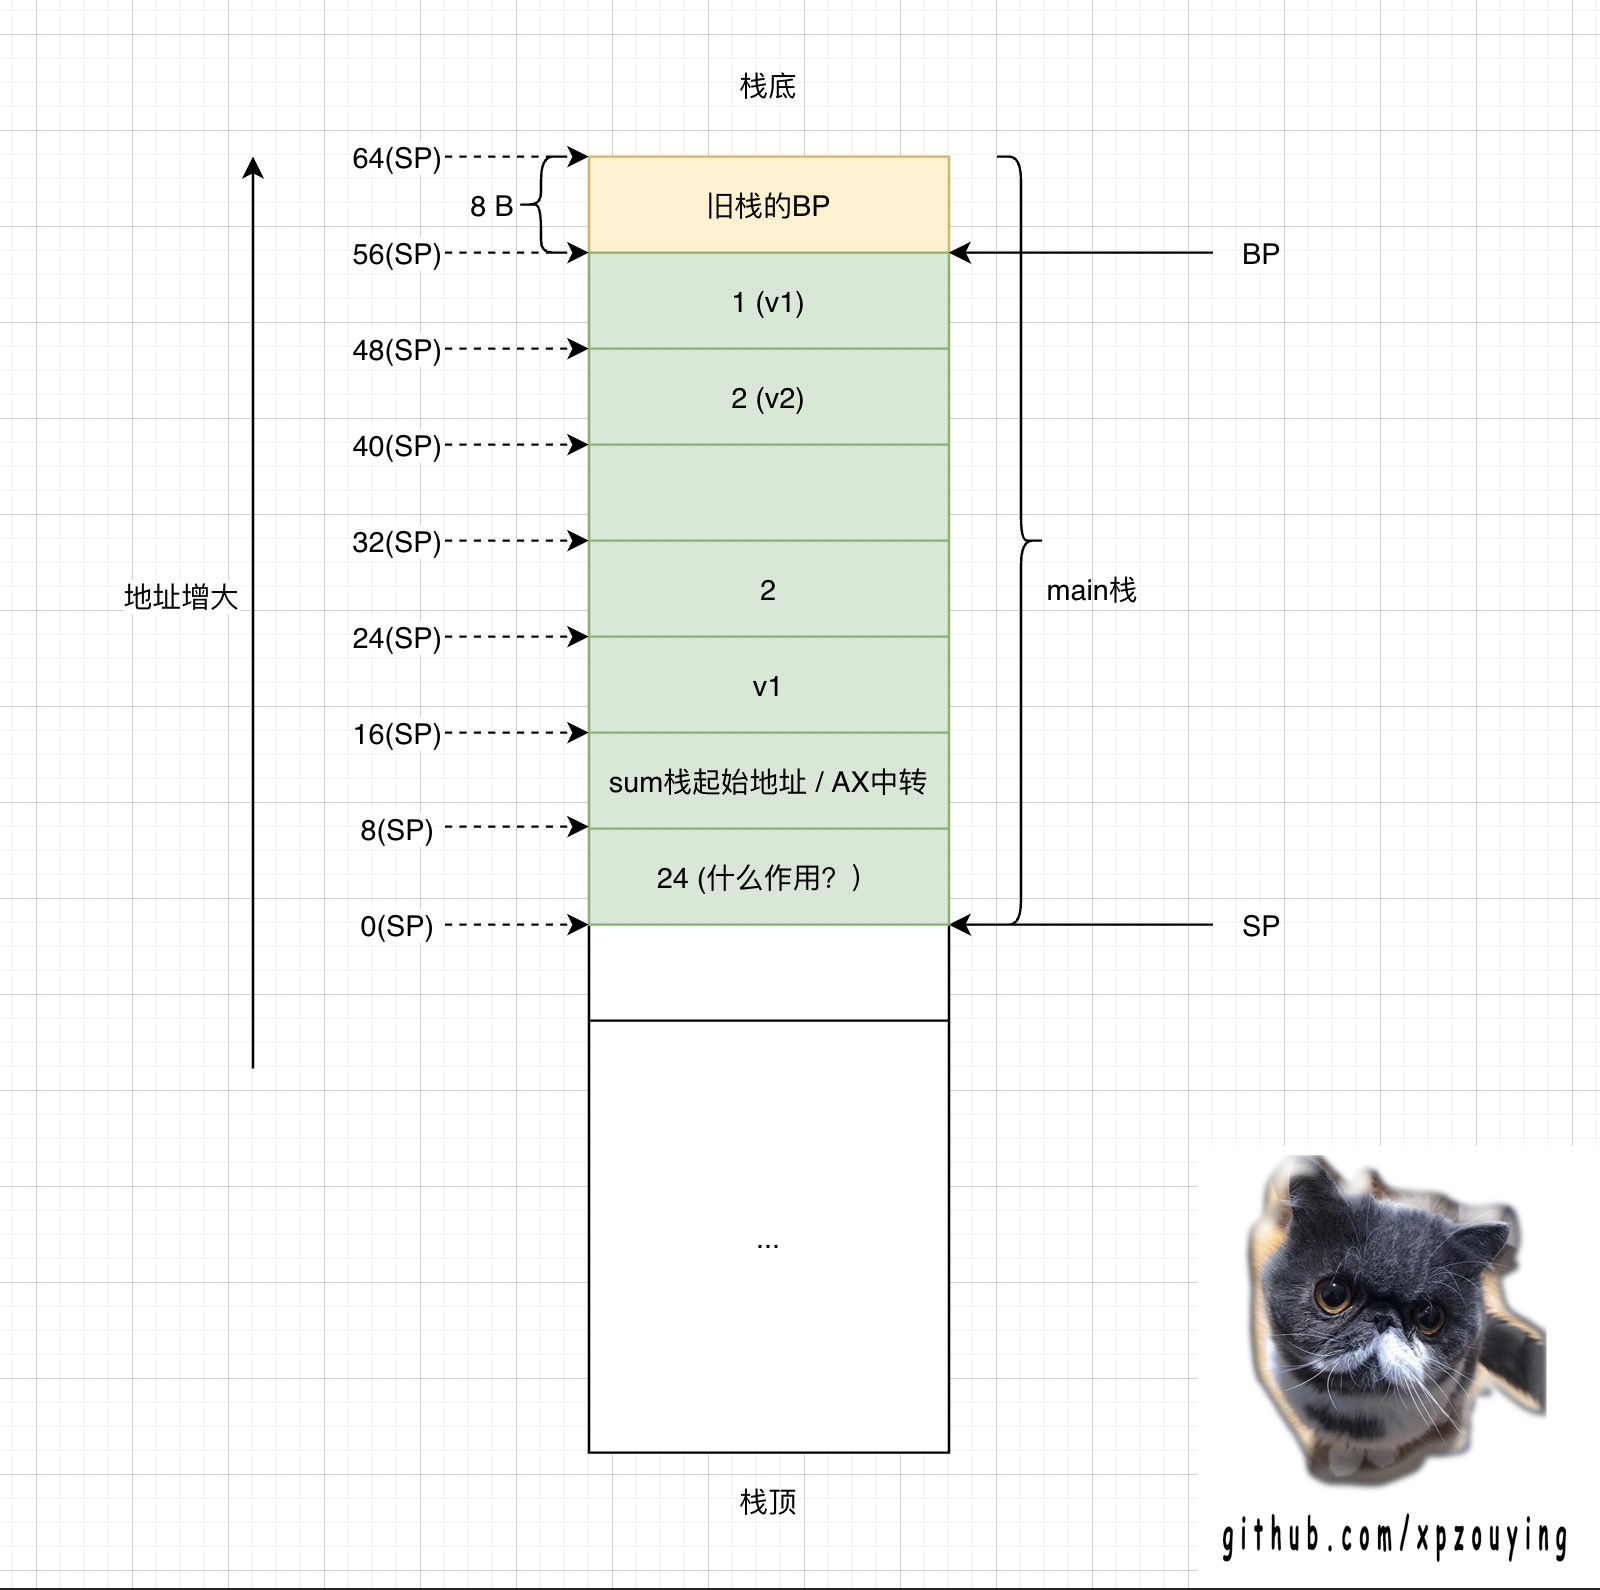 栈底
64(SP)
8 B
旧栈的BP
56(SP)
BP
1 (v1)
48(SP)
2 (v2)
40(SP)
32(SP)
2
main栈
地址增大
24(SP)
v1
16(SP)
sum栈起始地址 / AX中转
8(SP)
24 (什么作用？)
0(SP)
SP
...
栈顶
github.com/xpzouying